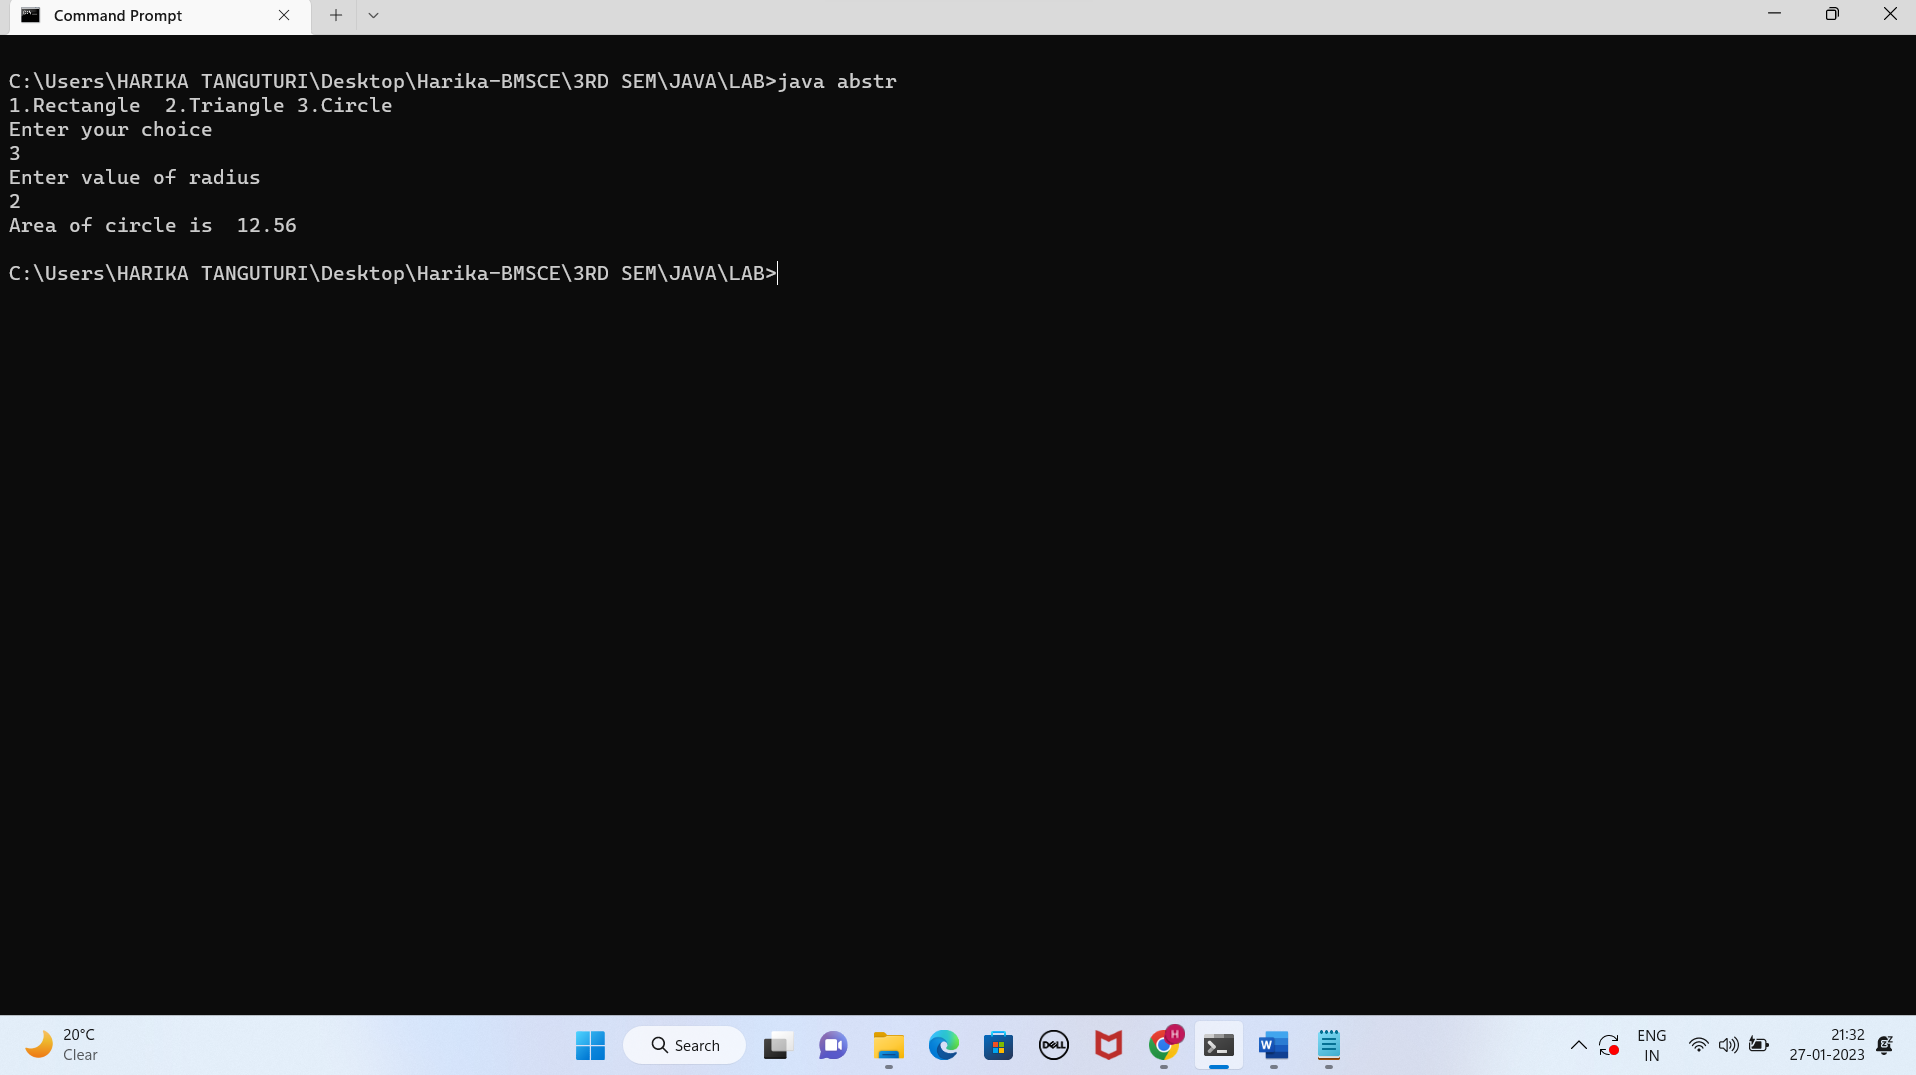 Command Prompt
C:\Users\HARIKA TANGUTURI\Desktop\Harika-BMSCE\3RD SEM\JAVA\LAB>java abstr
1.Rectangle  2.Triangle 3.Circle
Enter your choice
3
Enter value of radius
2
Area of circle is  12.56
C:\Users\HARIKA TANGUTURI\Desktop\Harika-BMSCE\3RD SEM\JAVA\LAB>
20°C
Clear
Search
DELL
H
W
ENG
IN
21:32
27-01-2023